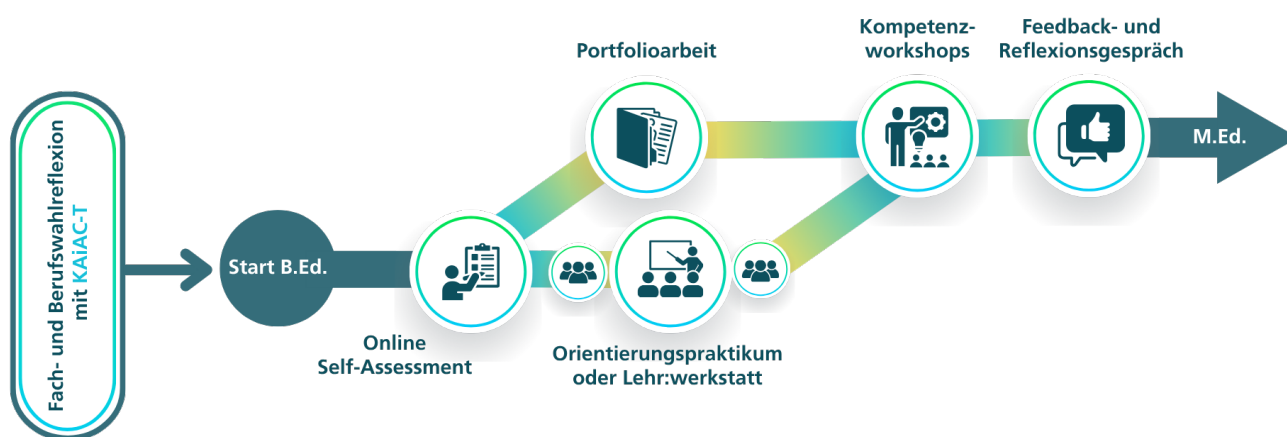 Fach- und Berufswahlreflexion
mit KAiAC-T
Start B.Ed.
Online
Self-Assessment
Portfolioarbeit
Orientierungspraktikum
oder Lehr:werkstatt
Kompetenz-
workshops
Feedback- und
Reflexionsgespräch
M.Ed.